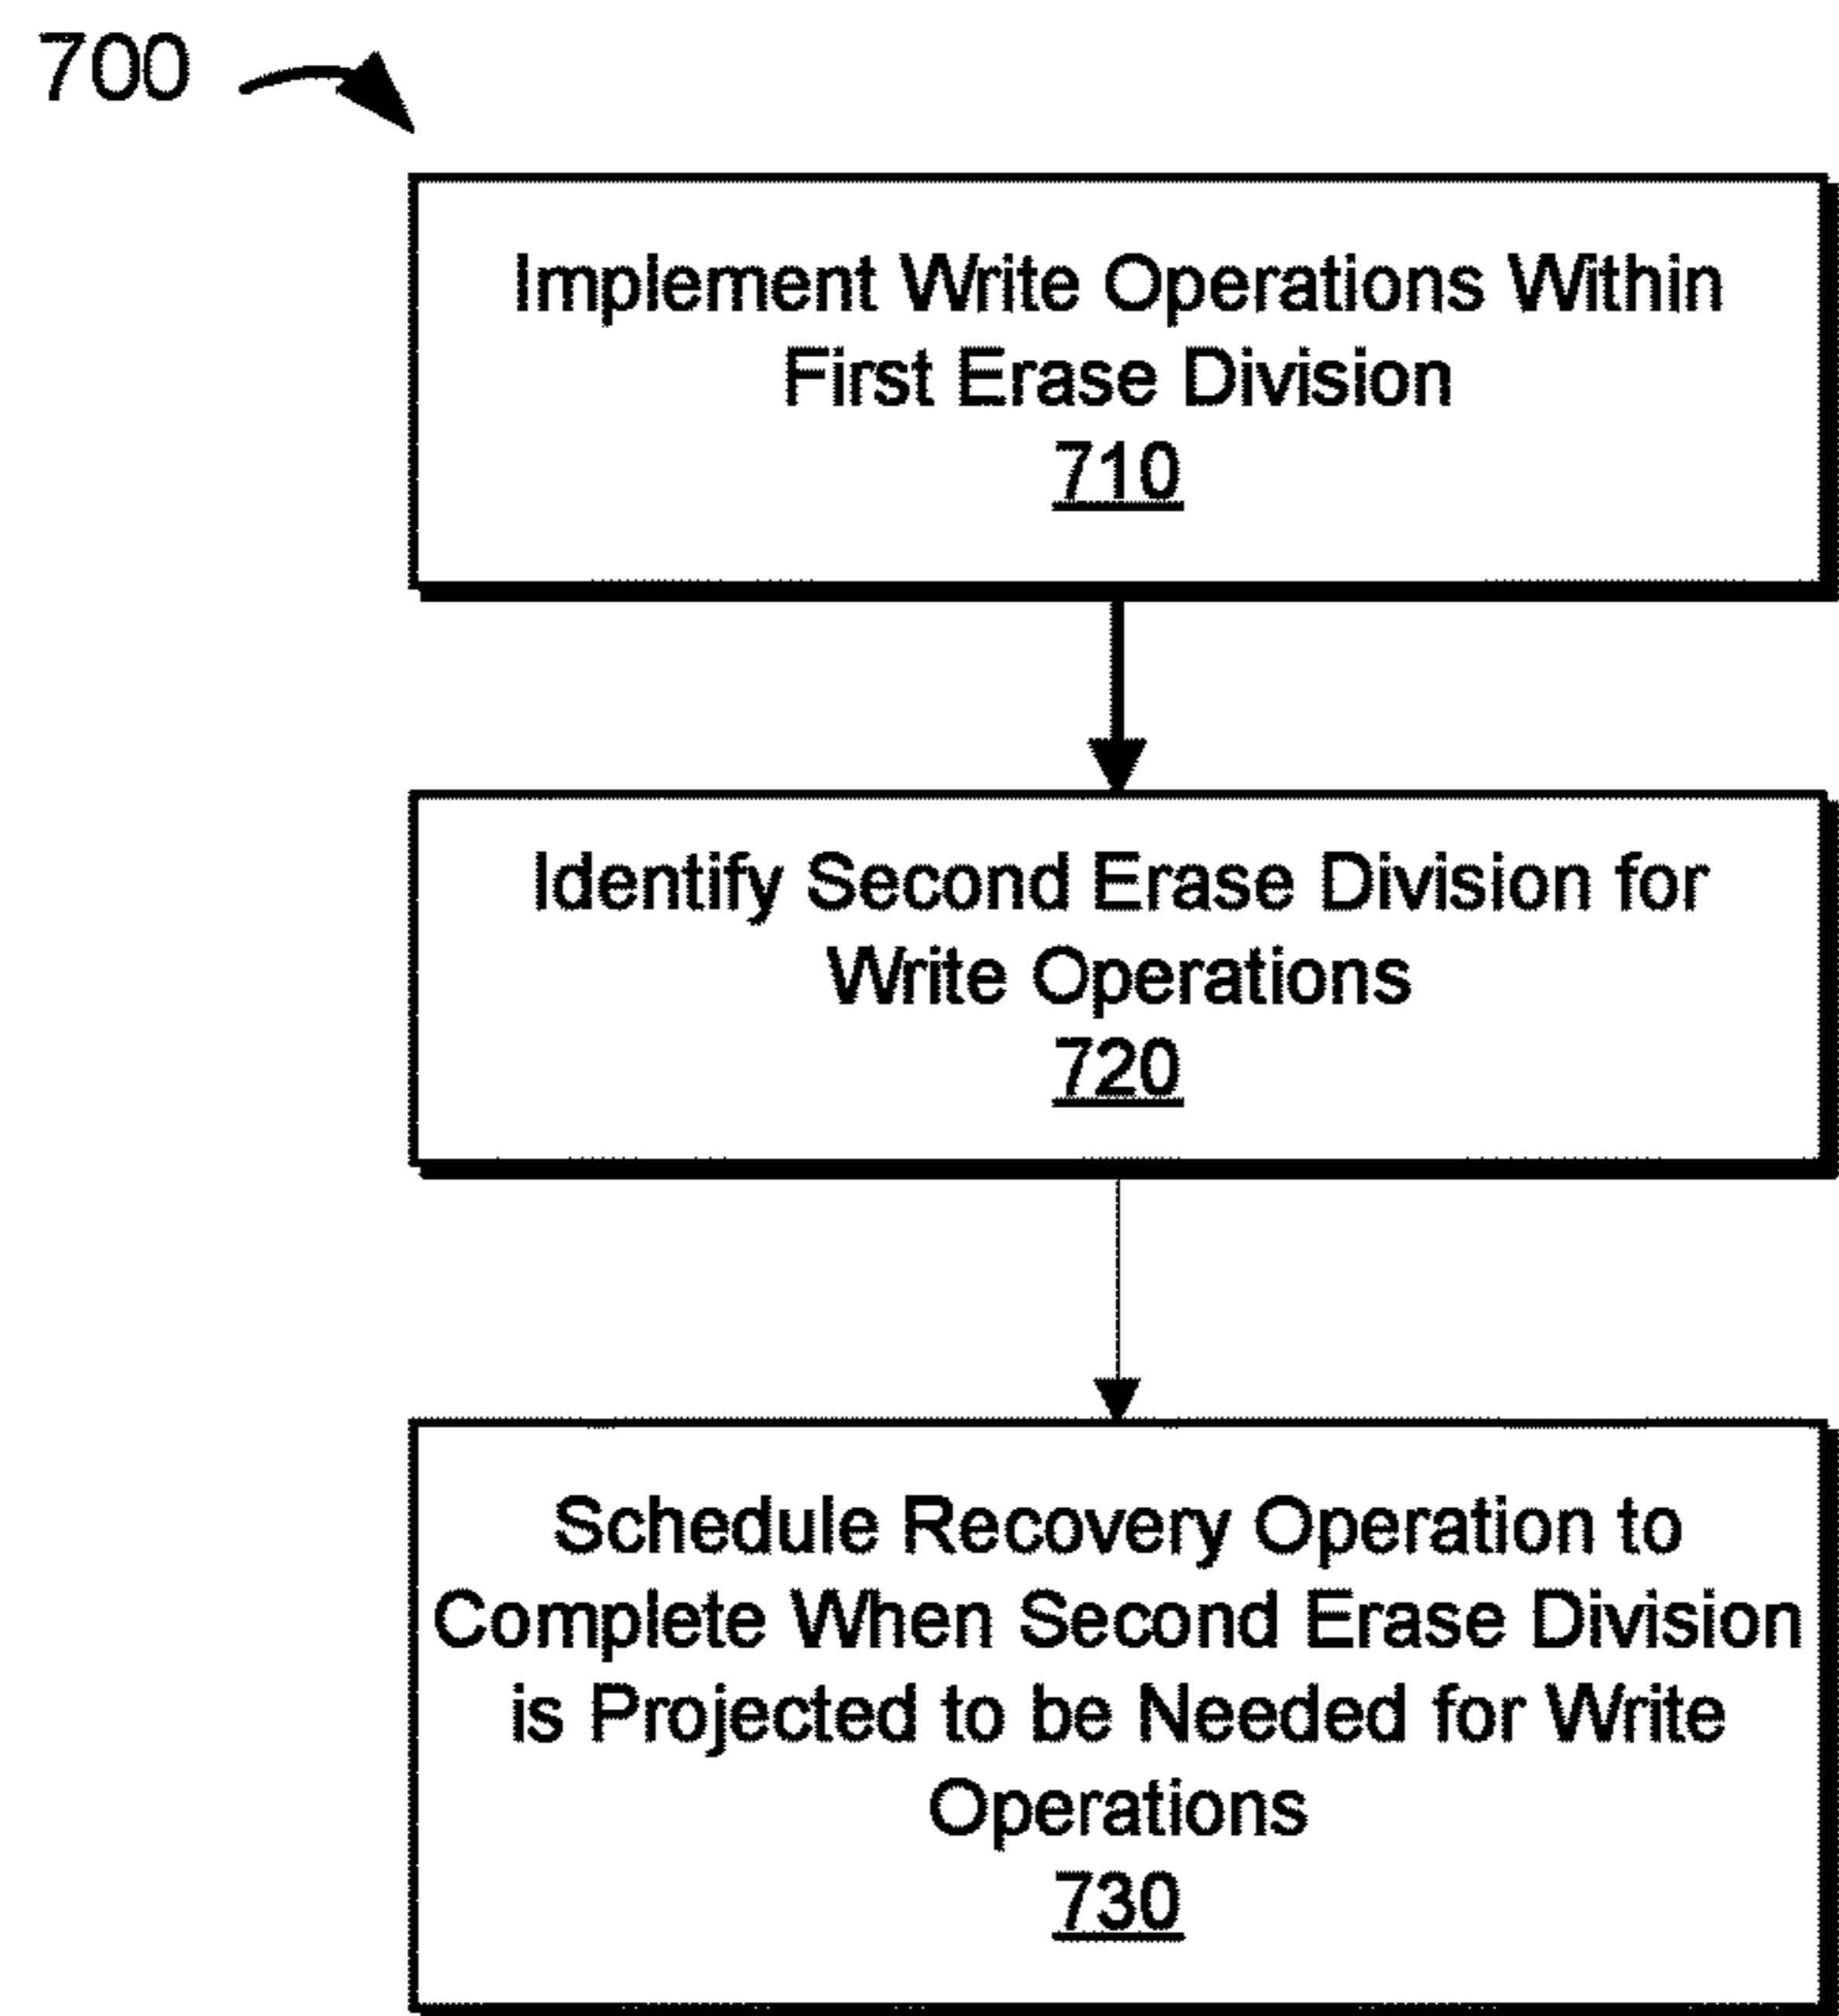 700
Implement Write Operations Within
First Erase Division
710
Identify Second Erase Division for
Write Operations
720
Schedule Recovery Operation to
Complete When Second Erase Division
is Projected to be Needed for Write
Operations
730